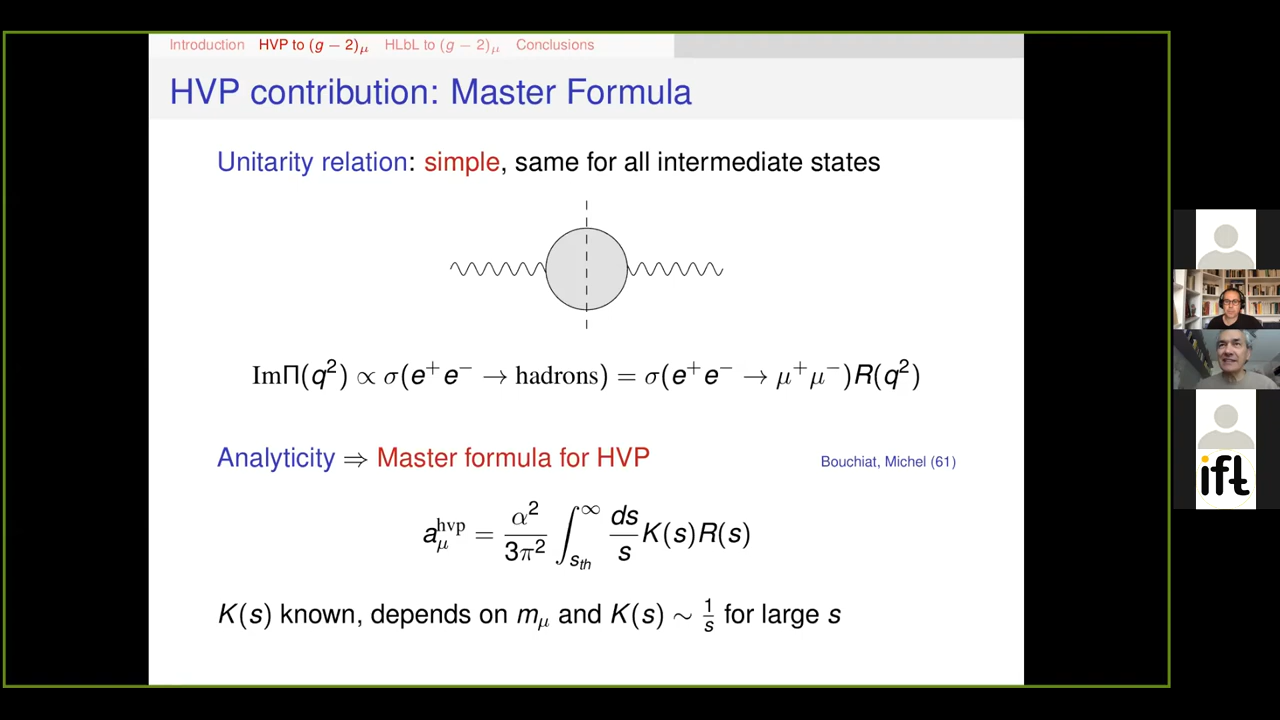 Introduction HVP to (g − 2)μ HLbL to (g − 2)μ Conclusions
HVP contribution: Master Formula
Unitarity relation: simple, same for all intermediate states
ImΠ(q²) ∝ σ(e⁺e⁻ → hadrons) = σ(e⁺e⁻ → μ⁺μ⁻)R(q²)
Analyticity ⇒ Master formula for HVP Bouchiat, Michel (61)
a_μ^hvp = α²/3π² ∫_{s_th}^∞ ds/s K(s)R(s)
K(s) known, depends on m_μ and K(s) ∼ 1/s for large s
ift